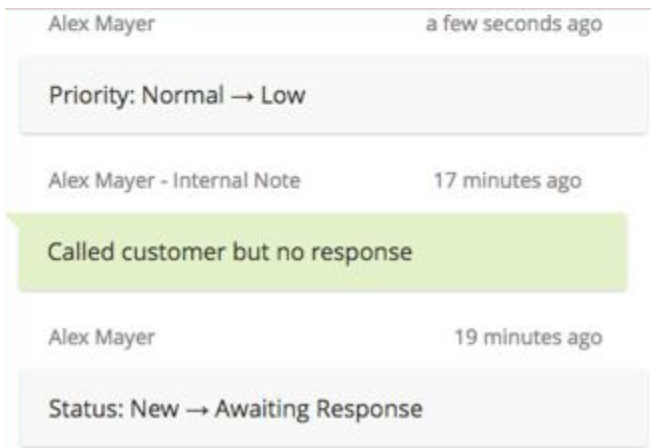 Alex Mayer a few seconds ago
Priority: Normal → Low
Alex Mayer - Internal Note 17 minutes ago
Called customer but no response
Alex Mayer 19 minutes ago
Status: New → Awaiting Response